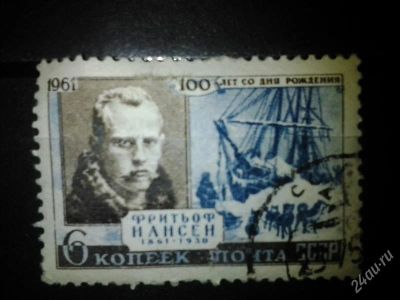 1961 100 ЛЕТ СО ДНЯ РОЖДЕНИЯ
ФРИТЬОФ
НАНСЕН
1861-1930
6 КОПЕЕК ПОЧТА СССР
24au.ru